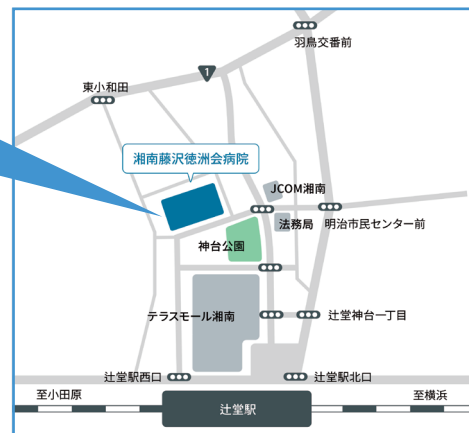 羽鳥交番前
1
東小和田
湘南藤沢徳洲会病院
JCOM湘南
法務局
明治市民センター前
神台公園
テラスモール湘南
辻堂神台一丁目
辻堂駅西口
辻堂駅北口
至小田原
至横浜
辻堂駅